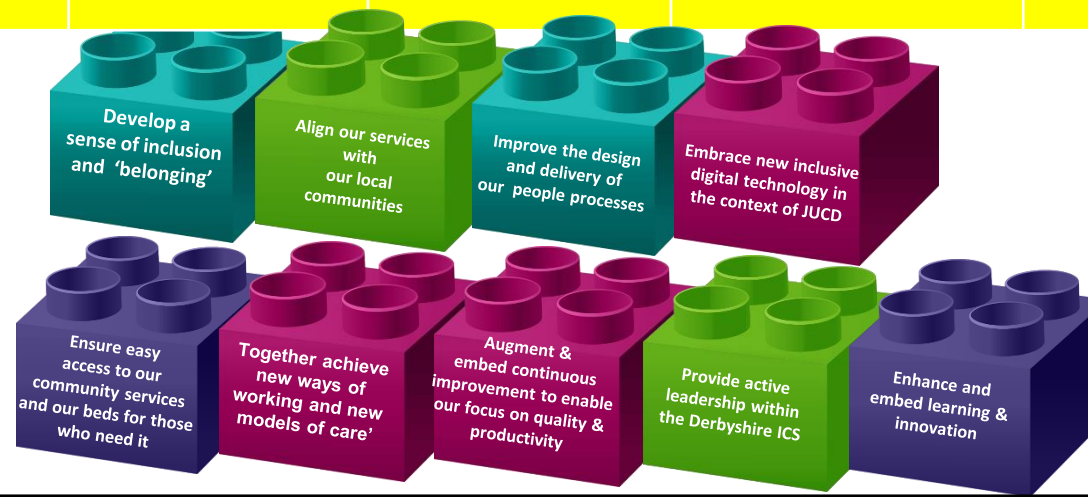 Develop a
sense of inclusion
and ‘belonging’
Align our services
with
our local
communities
Improve the design
and delivery of
our people processes
Embrace new inclusive
digital technology in
the context of JUCD
Ensure easy
access to our
community services
and our beds for those
who need it
Together achieve
new ways of
working and new
models of care’
Augment &
embed continuous
improvement to enable
our focus on quality &
productivity
Provide active
leadership within
the Derbyshire ICS
Enhance and
embed learning &
innovation